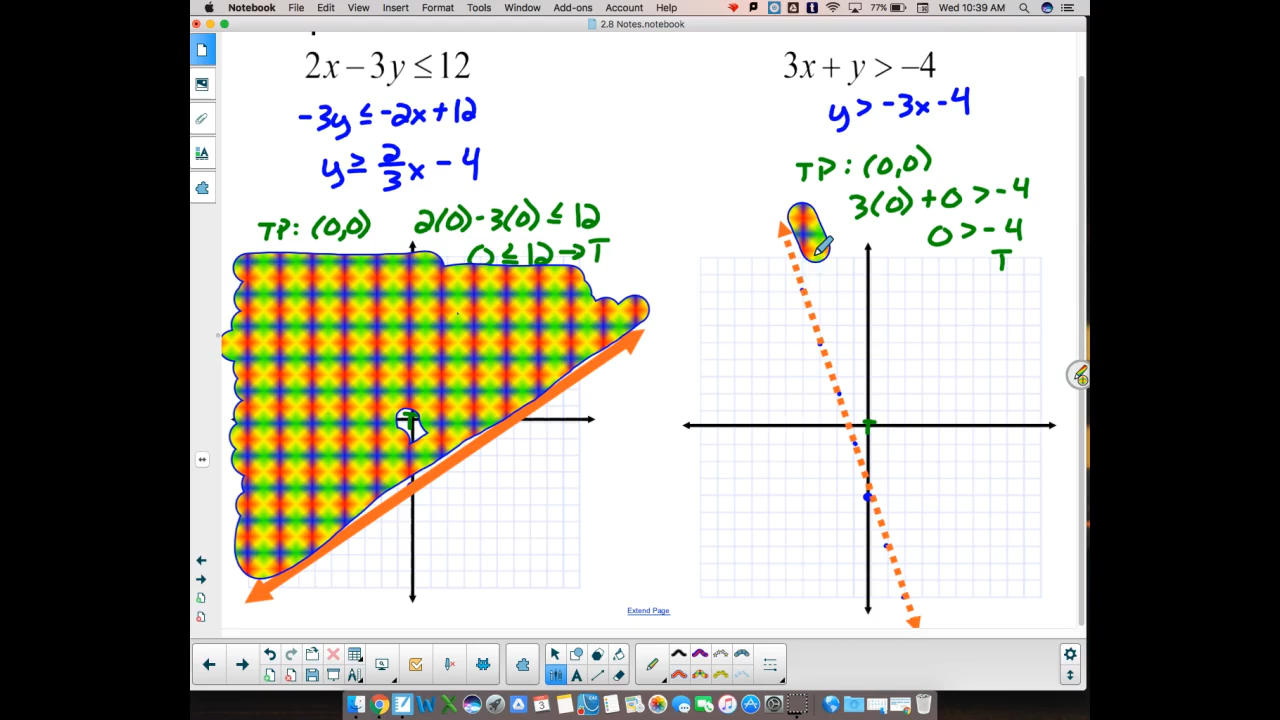 Notebook File Edit View Insert Format Tools Window Add-ons Account Help 77% Wed 10:39 AM
2.8 Notes.notebook
2x − 3y ≤ 12
-3y ≤ -2x + 12
y ≥ 2/3 x - 4
TP: (0,0) 2(0) - 3(0) ≤ 12
0 ≤ 12 → T
T
3x + y > −4
y > -3x - 4
TP: (0,0)
3(0) + 0 > -4
0 > -4
T
T
Extend Page